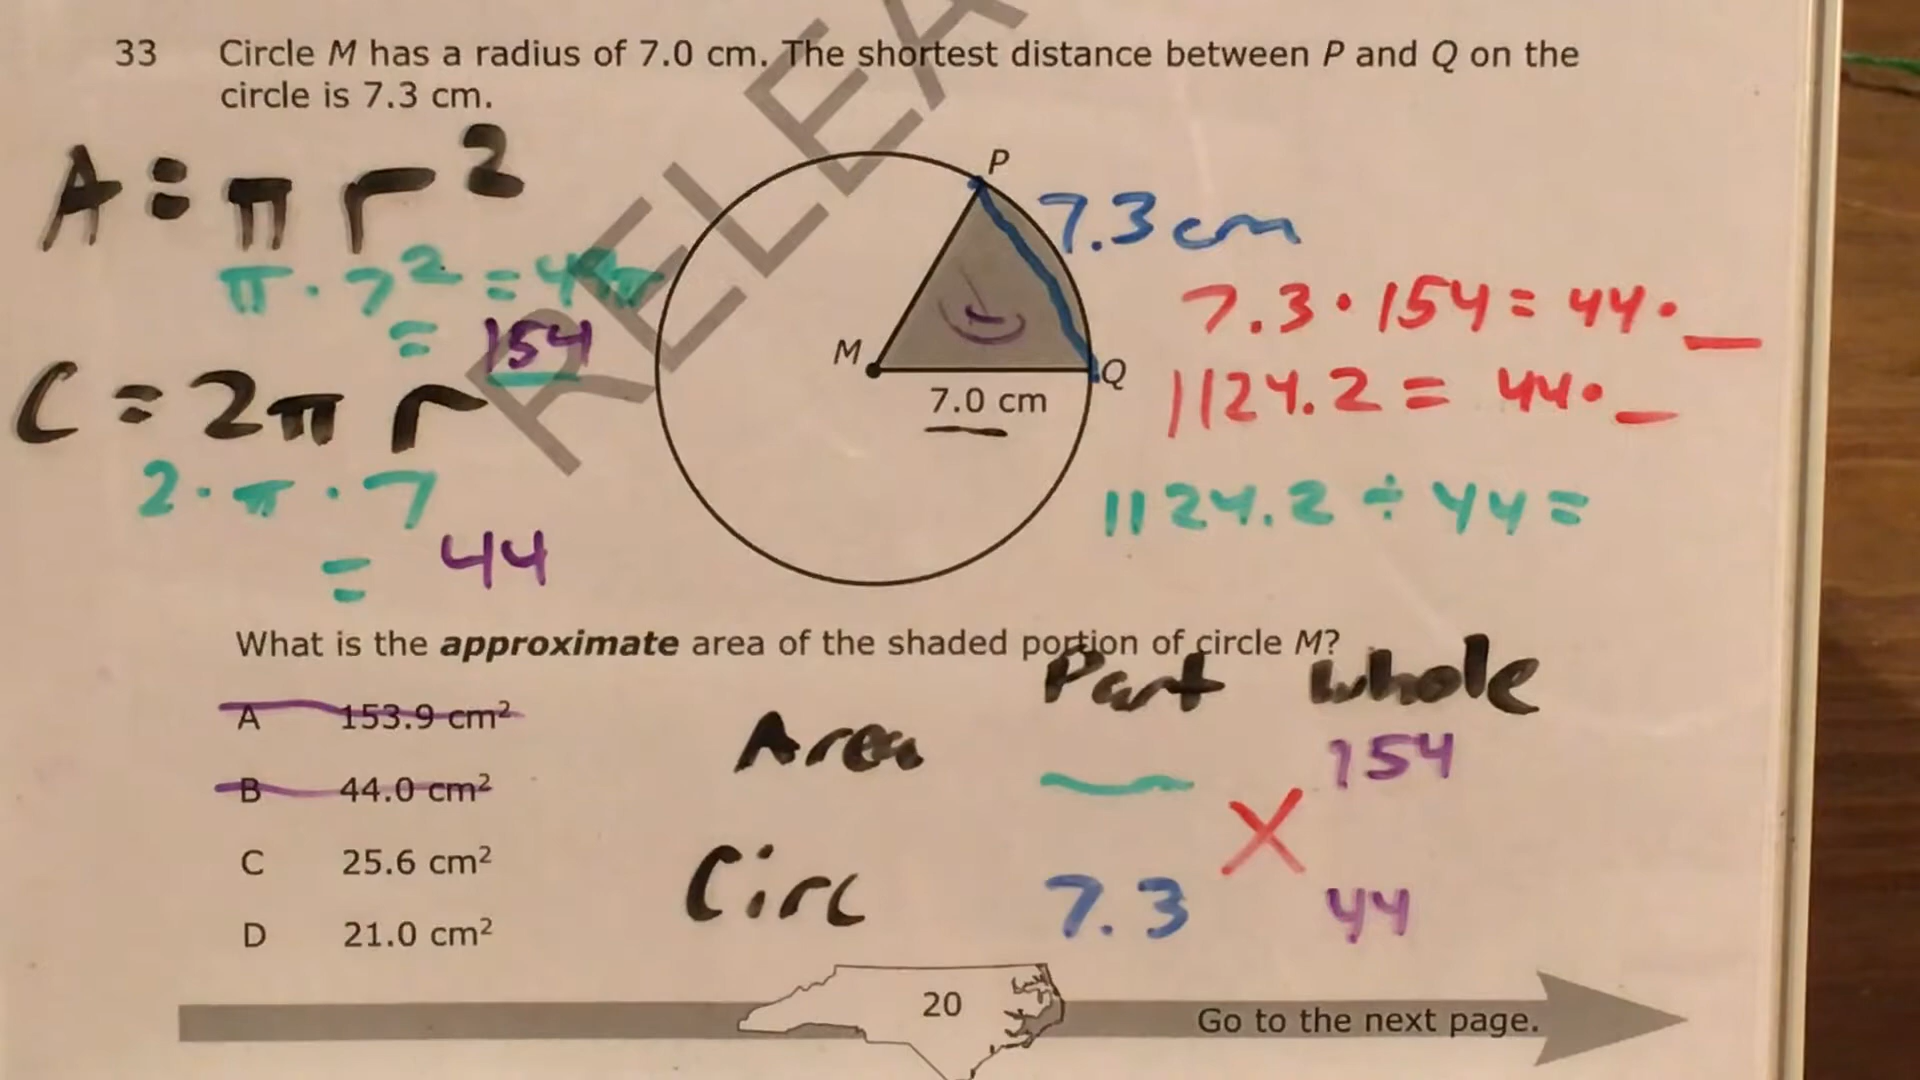 33 Circle M has a radius of 7.0 cm. The shortest distance between P and Q on the
circle is 7.3 cm.
RELEA
A = π r²
π · 7² = 49π
= 154
C = 2π r
2 · π · 7
= 44
P
7.3 cm
M
Q
7.0 cm
7.3 · 154 = 44 · _
1124.2 = 44 · _
1124.2 ÷ 44 =
What is the approximate area of the shaded portion of circle M?
A 153.9 cm²
B 44.0 cm²
C 25.6 cm²
D 21.0 cm²
Part Whole
Area _ 154
Circ 7.3 44
20
Go to the next page.